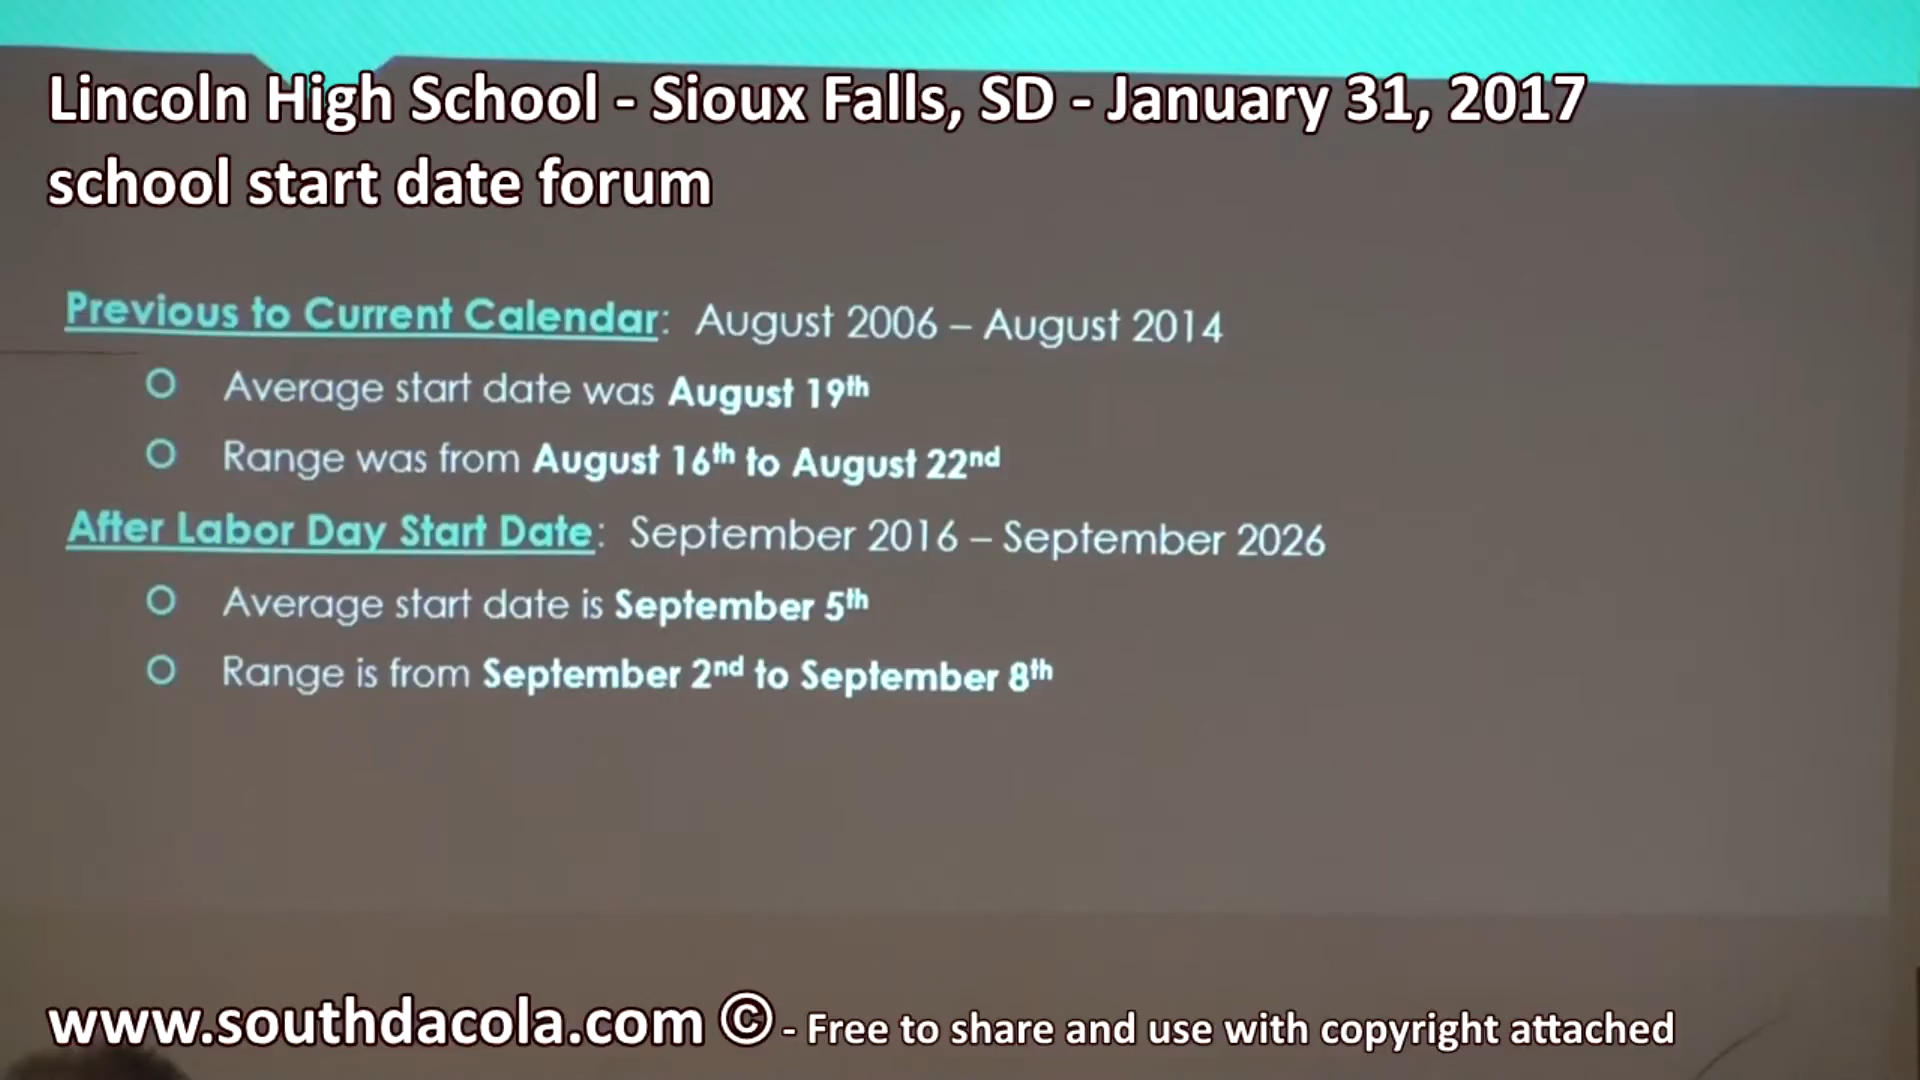 Lincoln High School - Sioux Falls, SD - January 31, 2017
school start date forum
Previous to Current Calendar: August 2006 – August 2014
Average start date was August 19th
Range was from August 16th to August 22nd
After Labor Day Start Date: September 2016 – September 2026
Average start date is September 5th
Range is from September 2nd to September 8th
www.southdacola.com © - Free to share and use with copyright attached